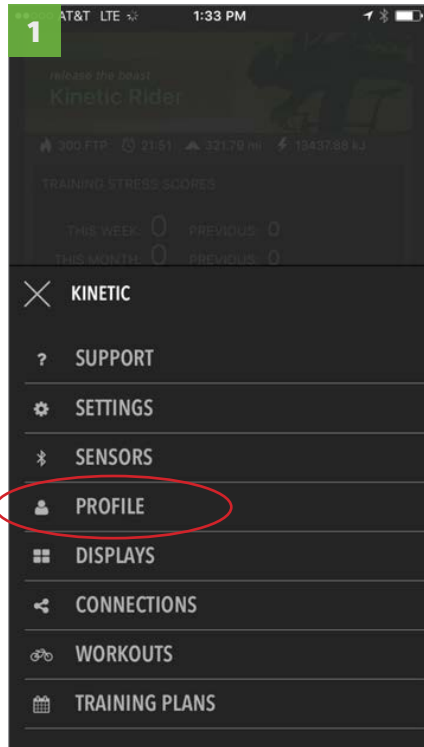 1
AT&T LTE 1:33 PM
release the beast
Kinetic Rider
300 FTP 21:51 321.79 mi 13437.68 kJ
TRAINING STRESS SCORES
THIS WEEK: 0 PREVIOUS: 0
THIS MONTH: 0 PREVIOUS: 0
KINETIC
? SUPPORT
SETTINGS
SENSORS
PROFILE
DISPLAYS
CONNECTIONS
WORKOUTS
TRAINING PLANS